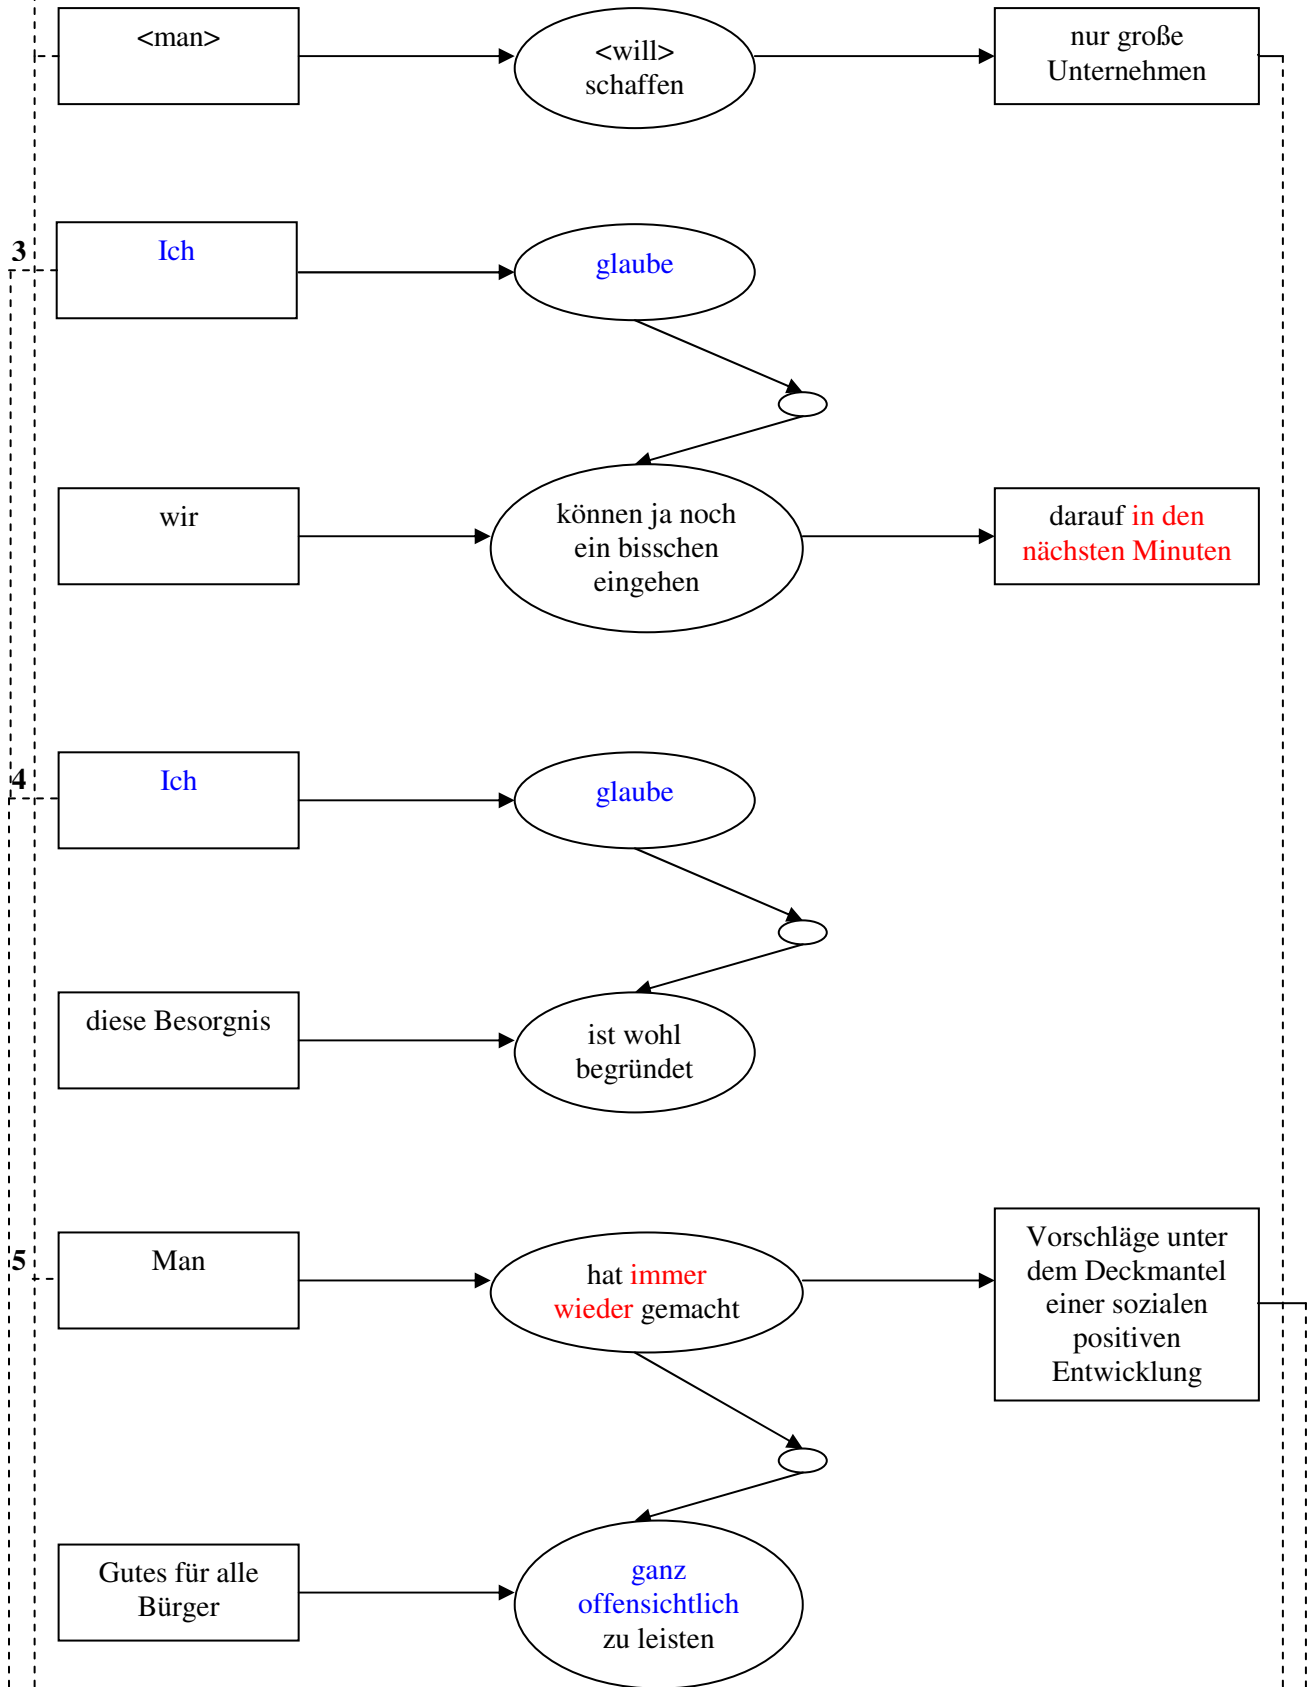 <man>
<will>
schaffen
nur große
Unternehmen
3
Ich
glaube
wir
können ja noch
ein bisschen
eingehen
darauf in den
nächsten Minuten
4
Ich
glaube
diese Besorgnis
ist wohl
begründet
5
Man
hat immer
wieder gemacht
Vorschläge unter
dem Deckmantel
einer sozialen
positiven
Entwicklung
Gutes für alle
Bürger
ganz
offensichtlich
zu leisten